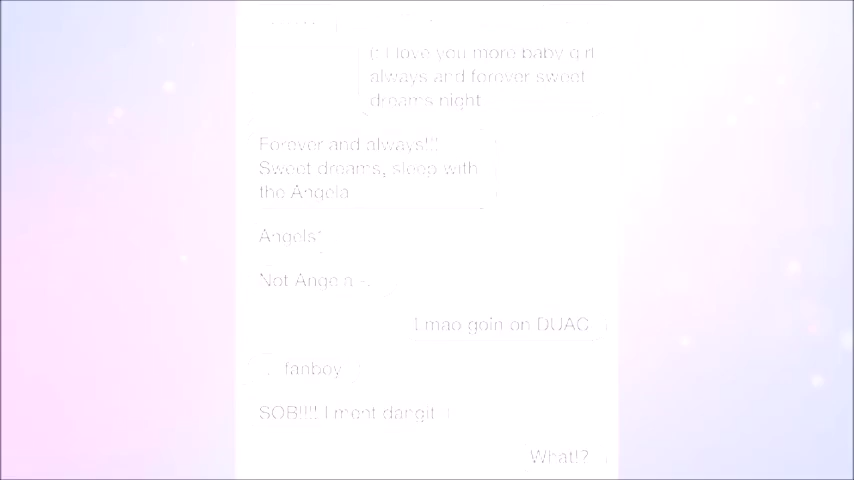 (: I love you more baby girl
always and forever sweet
dreams night
Forever and always!!!
Sweet dreams, sleep with
the Angela
Angels*
Not Angela -.
Lmao goin on DUAC
fanboy
SOB!!!! I ment dangit
What!?